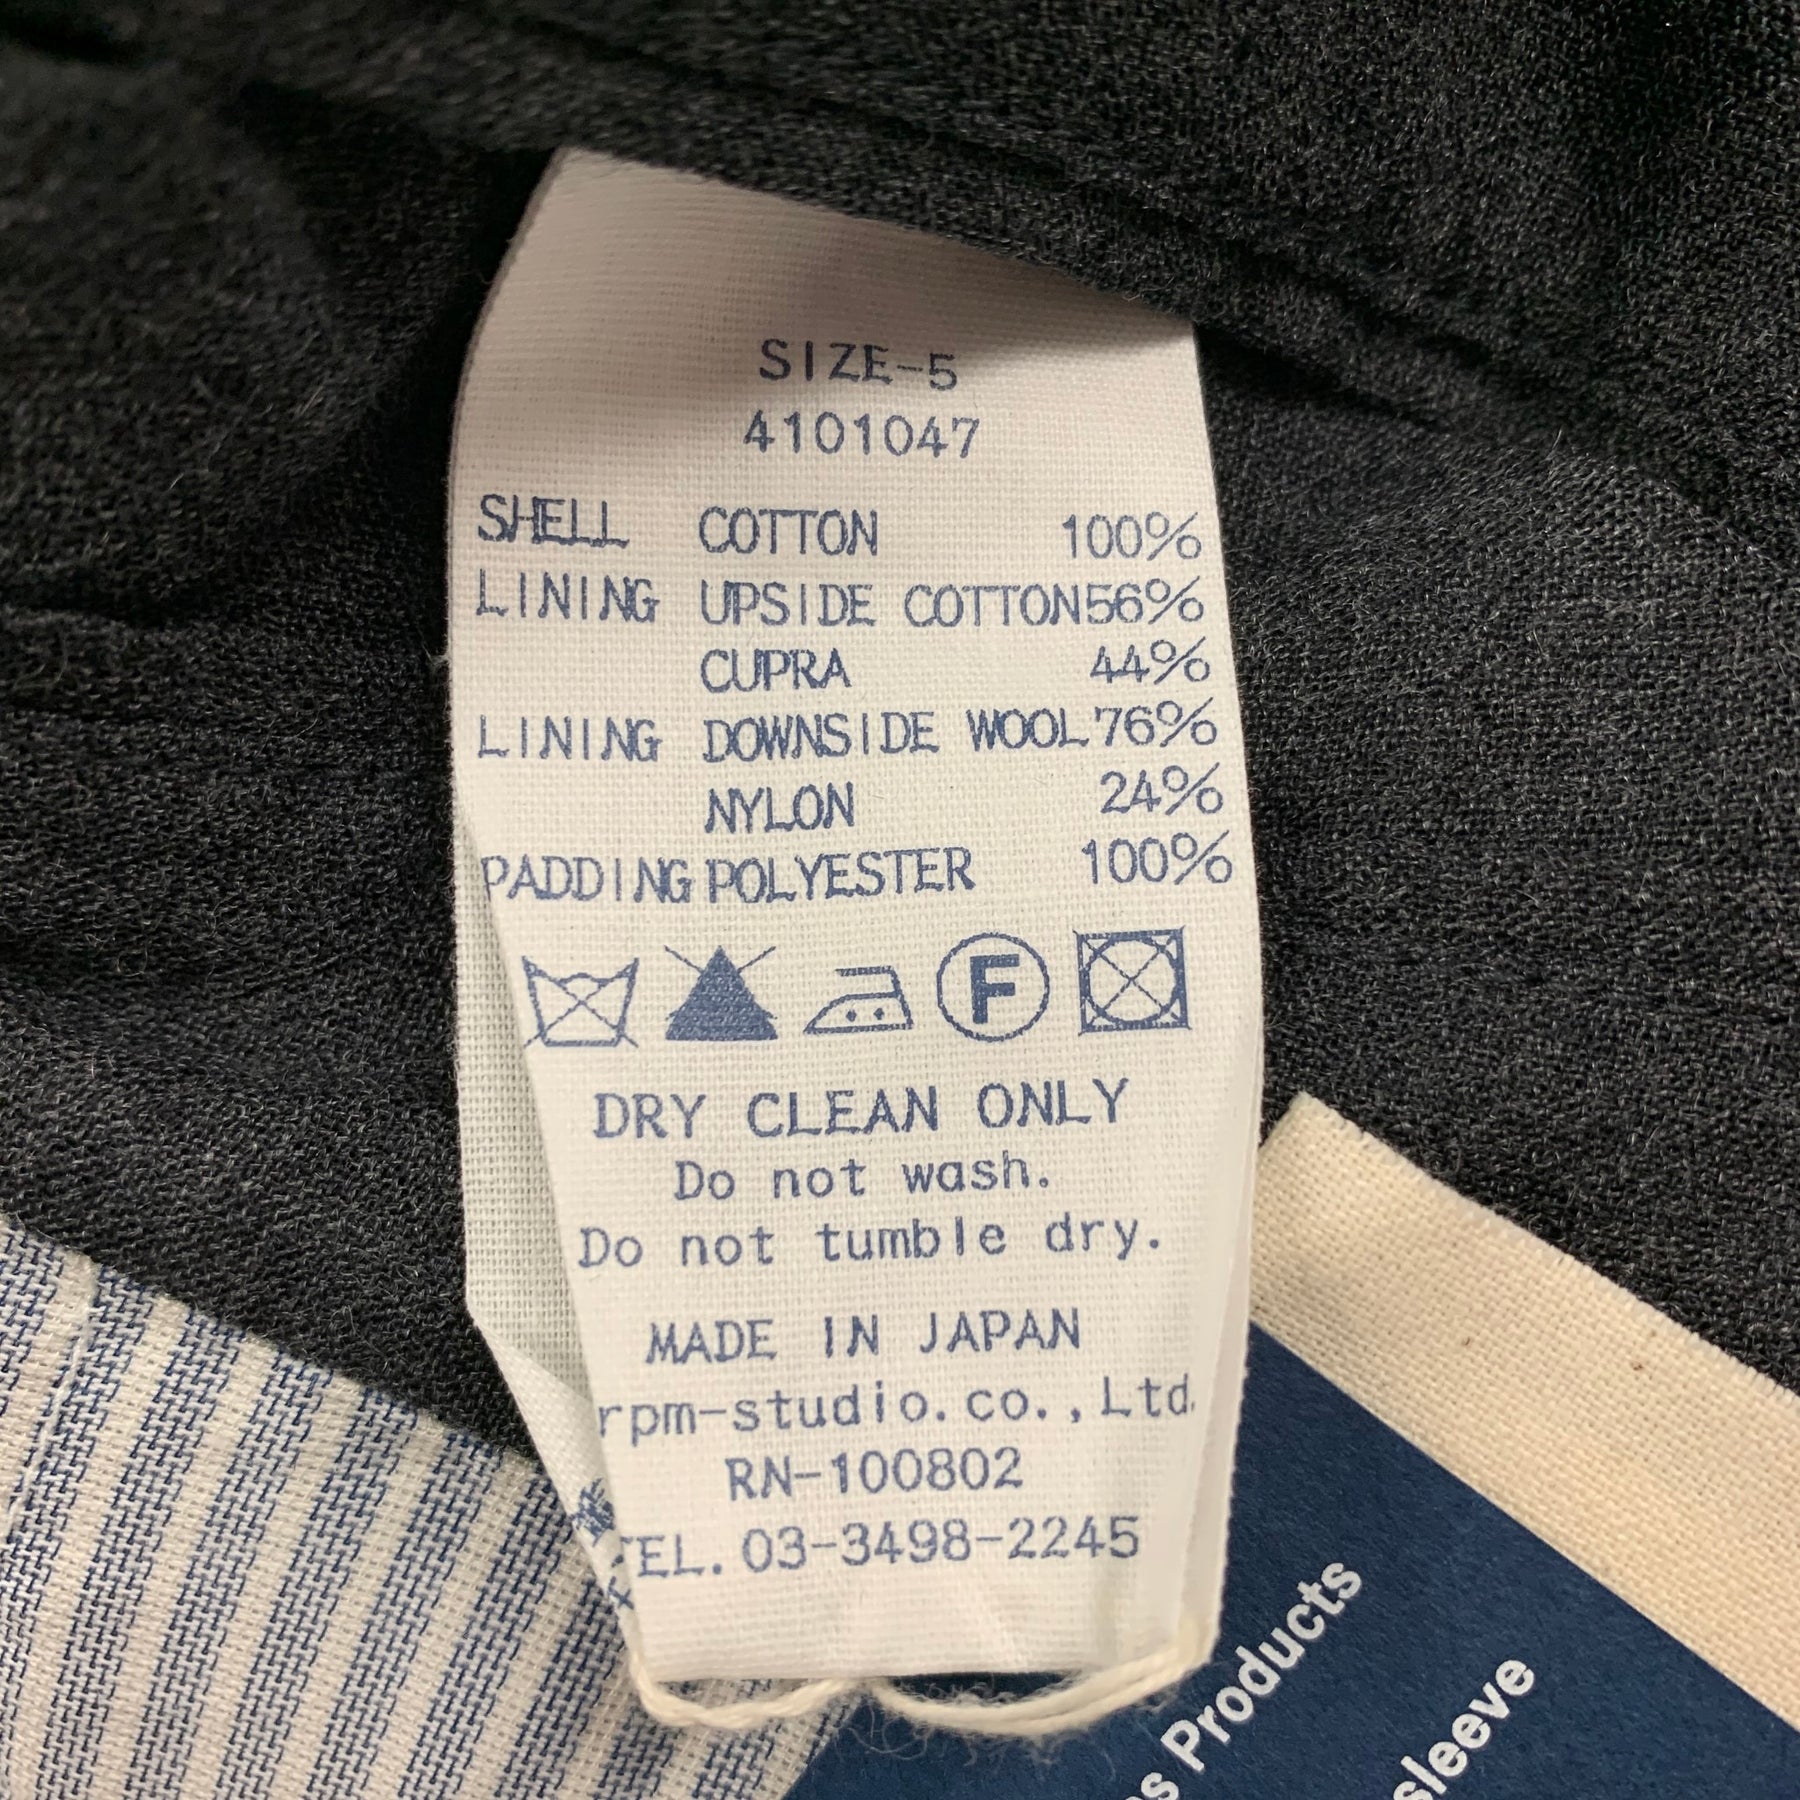 SIZE-5
4101047
SHELL COTTON 100%
LINING UPSIDE COTTON56%
CUPRA 44%
LINING DOWNSIDE WOOL76%
NYLON 24%
PADDING POLYESTER 100%
F
DRY CLEAN ONLY
Do not wash.
Do not tumble dry.
MADE IN JAPAN
rpm-studio.co.,Ltd.
RN-100802
TEL.03-3498-2245
Products
sleeve